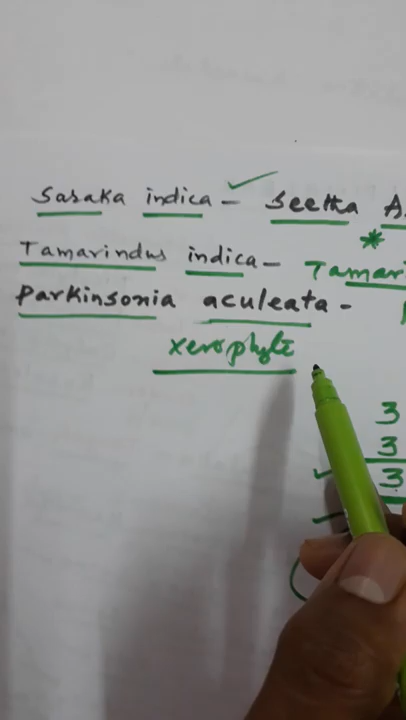 Saraka indica - Seetha A
Tamarindus indica - Tamar
Parkinsonia aculeata -
xerophyte
3
3
3